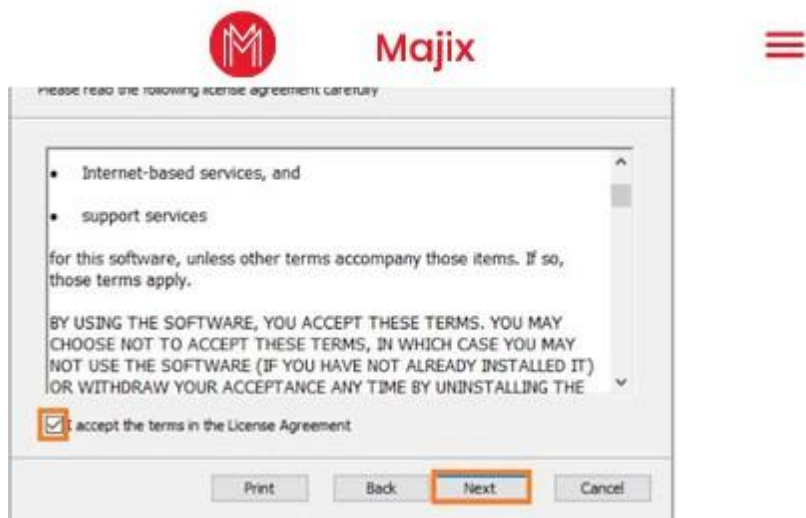 Majix
Please read the following license agreement carefully
• Internet-based services, and
• support services
for this software, unless other terms accompany those items. If so,
those terms apply.
BY USING THE SOFTWARE, YOU ACCEPT THESE TERMS. YOU MAY
CHOOSE NOT TO ACCEPT THESE TERMS, IN WHICH CASE YOU MAY
NOT USE THE SOFTWARE (IF YOU HAVE NOT ALREADY INSTALLED IT)
OR WITHDRAW YOUR ACCEPTANCE ANY TIME BY UNINSTALLING THE
I accept the terms in the License Agreement
Print Back Next Cancel